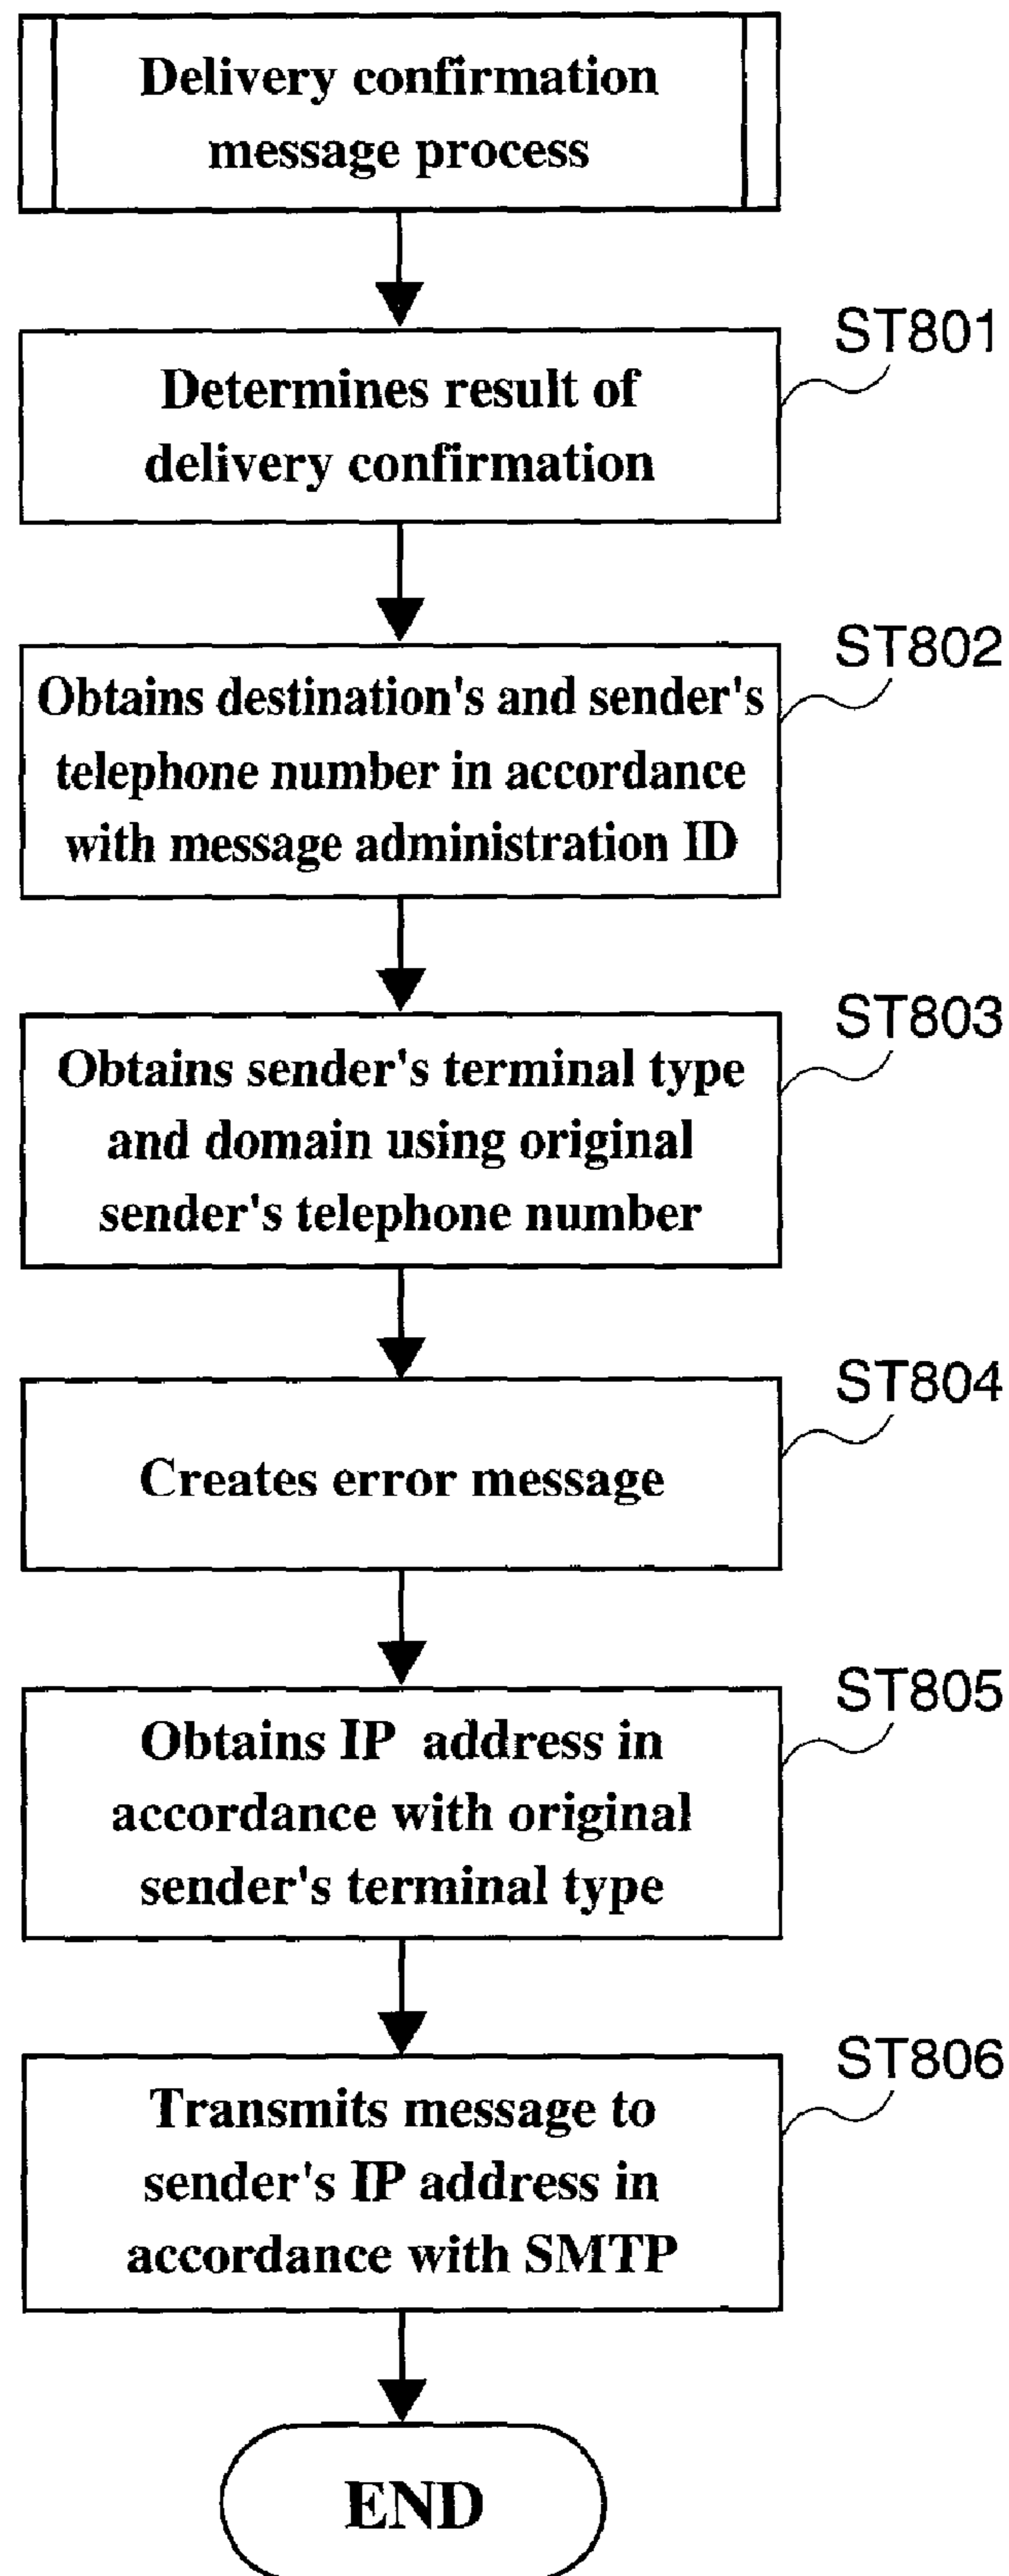 Delivery confirmation
message process
ST801
Determines result of
delivery confirmation
ST802
Obtains destination's and sender's
telephone number in accordance
with message administration ID
ST803
Obtains sender's terminal type
and domain using original
sender's telephone number
ST804
Creates error message
ST805
Obtains IP address in
accordance with original
sender's terminal type
ST806
Transmits message to
sender's IP address in
accordance with SMTP
END